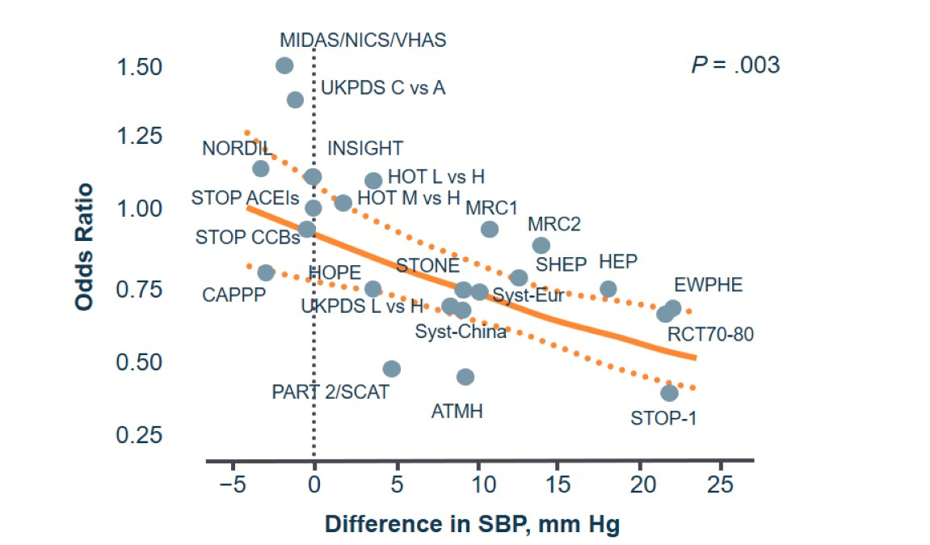 MIDAS/NICS/VHAS
1.50
P = .003
UKPDS C vs A
1.25
NORDIL
INSIGHT
HOT L vs H
STOP ACEIs
HOT M vs H
1.00
MRC1
MRC2
STOP CCBs
STONE
SHEP
HEP
HOPE
CAPPP
0.75
Syst-Eur
EWPHE
UKPDS L vs H
Syst-China
RCT70-80
0.50
PART 2/SCAT
ATMH
STOP-1
0.25
Odds Ratio
−5 0 5 10 15 20 25
Difference in SBP, mm Hg